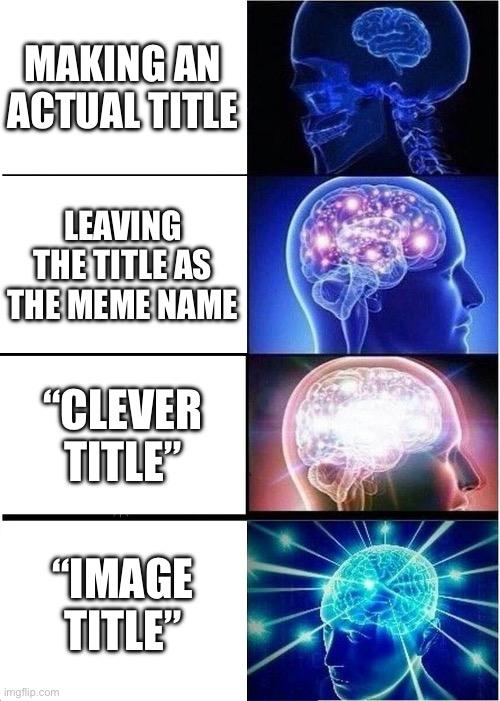 MAKING AN
ACTUAL TITLE
LEAVING
THE TITLE AS
THE MEME NAME
“CLEVER
TITLE”
“IMAGE
TITLE”
imgflip.com